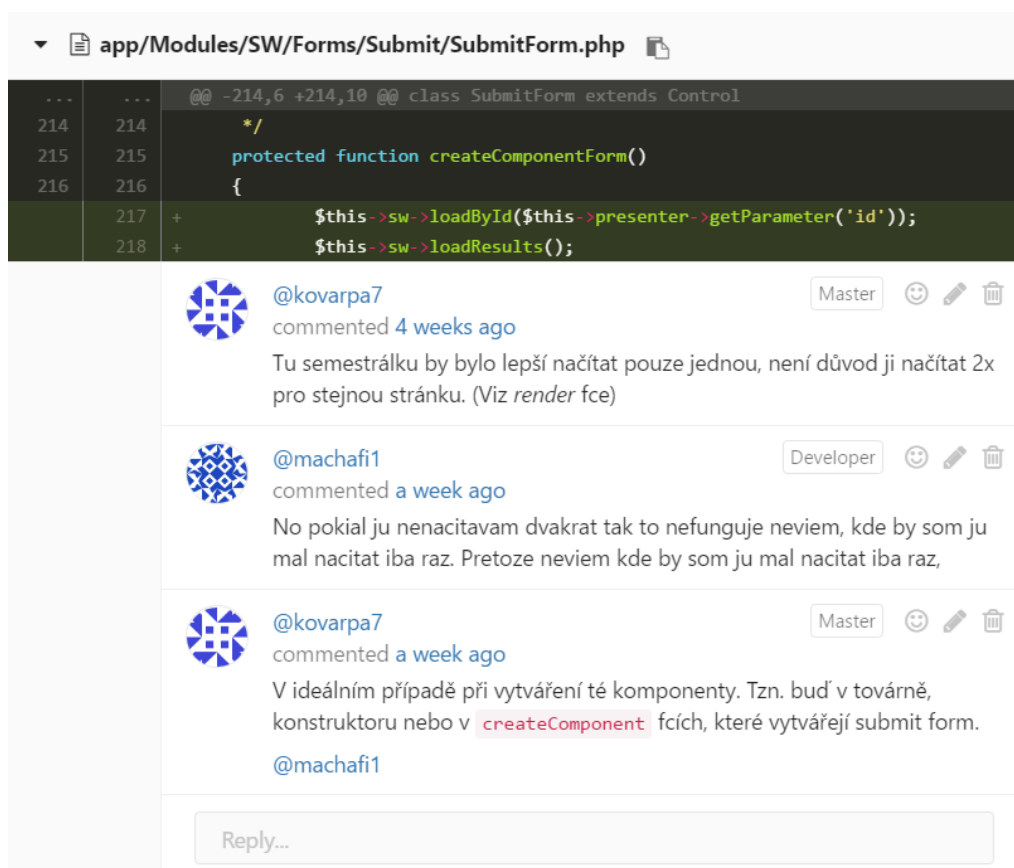 app/Modules/SW/Forms/Submit/SubmitForm.php
... ... @@ -214,6 +214,10 @@ class SubmitForm extends Control
214 214 */
215 215 protected function createComponentForm()
216 216 {
217 + $this->sw->loadById($this->presenter->getParameter('id'));
218 + $this->sw->loadResults();
@kovarpa7 Master
commented 4 weeks ago
Tu semestrálku by bylo lepší načítat pouze jednou, není důvod ji načítat 2x
pro stejnou stránku. (Viz render fce)
@machafi1 Developer
commented a week ago
No pokial ju nenacitavam dvakrat tak to nefunguje neviem, kde by som ju
mal nacitat iba raz. Pretoze neviem kde by som ju mal nacitat iba raz,
@kovarpa7 Master
commented a week ago
V ideálním případě při vytváření té komponenty. Tzn. buď v továrně,
konstruktoru nebo v createComponent fcích, které vytvářejí submit form.
@machafi1
Reply...